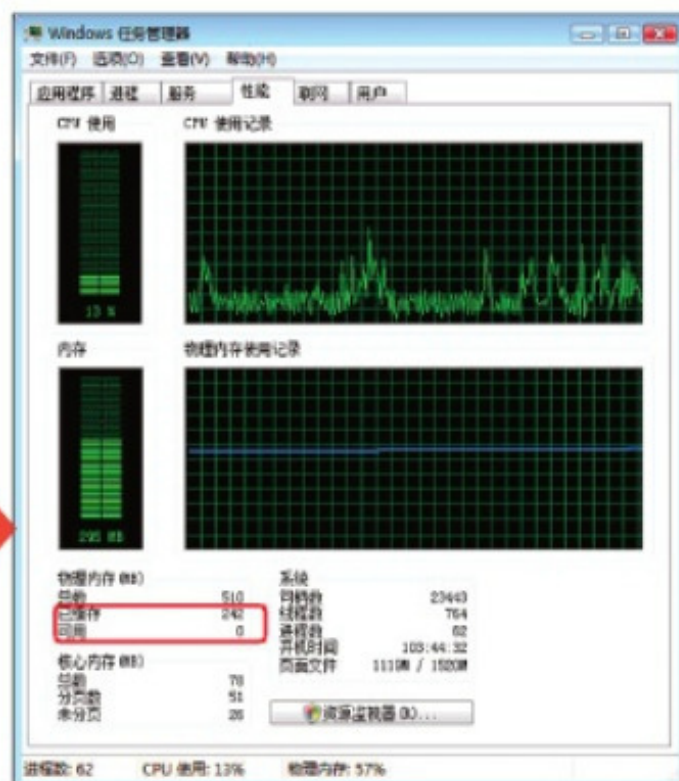 Windows 任务管理器
文件(F) 选项(O) 查看(V) 帮助(H)
应用程序 进程 服务 性能 联网 用户
CPU 使用 CPU 使用记录
13 %
内存 物理内存使用记录
295 MB
物理内存 (MB)
总数 510
已缓存 242
可用 0
核心内存 (MB)
总数 78
分页数 51
未分页 26
系统
句柄数 23443
线程数 764
进程数 62
开机时间 103:44:32
页面文件 1110M / 1520M
资源监视器 (R)...
进程数: 62 CPU 使用: 13% 物理内存: 57%